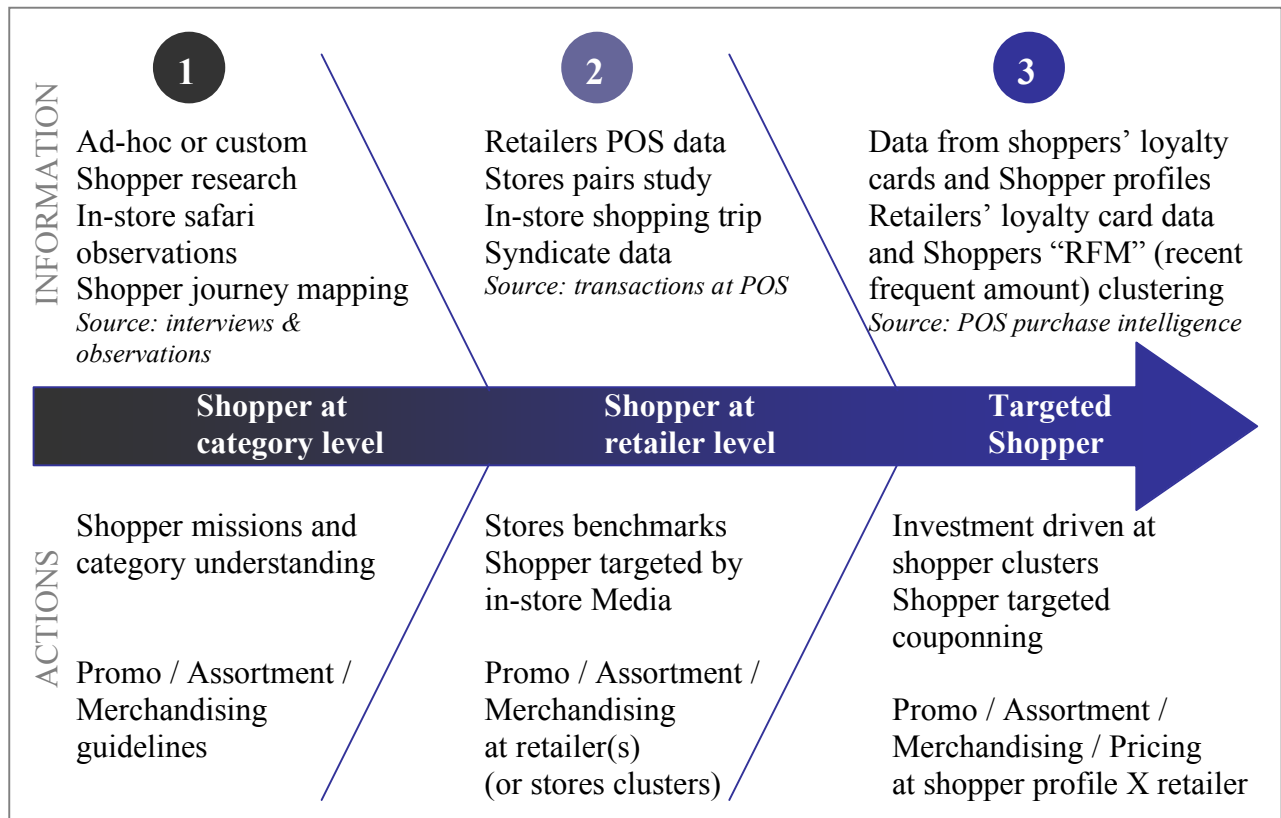 1
2
3
INFORMATION
Ad-hoc or custom
Shopper research
In-store safari
observations
Shopper journey mapping
Source: interviews &
observations
Retailers POS data
Stores pairs study
In-store shopping trip
Syndicate data
Source: transactions at POS
Data from shoppers’ loyalty
cards and Shopper profiles
Retailers’ loyalty card data
and Shoppers “RFM” (recent
frequent amount) clustering
Source: POS purchase intelligence
Shopper at
category level
Shopper at
retailer level
Targeted
Shopper
ACTIONS
Shopper missions and
category understanding
Promo / Assortment /
Merchandising
guidelines
Stores benchmarks
Shopper targeted by
in-store Media
Promo / Assortment /
Merchandising
at retailer(s)
(or stores clusters)
Investment driven at
shopper clusters
Shopper targeted
couponning
Promo / Assortment /
Merchandising / Pricing
at shopper profile X retailer